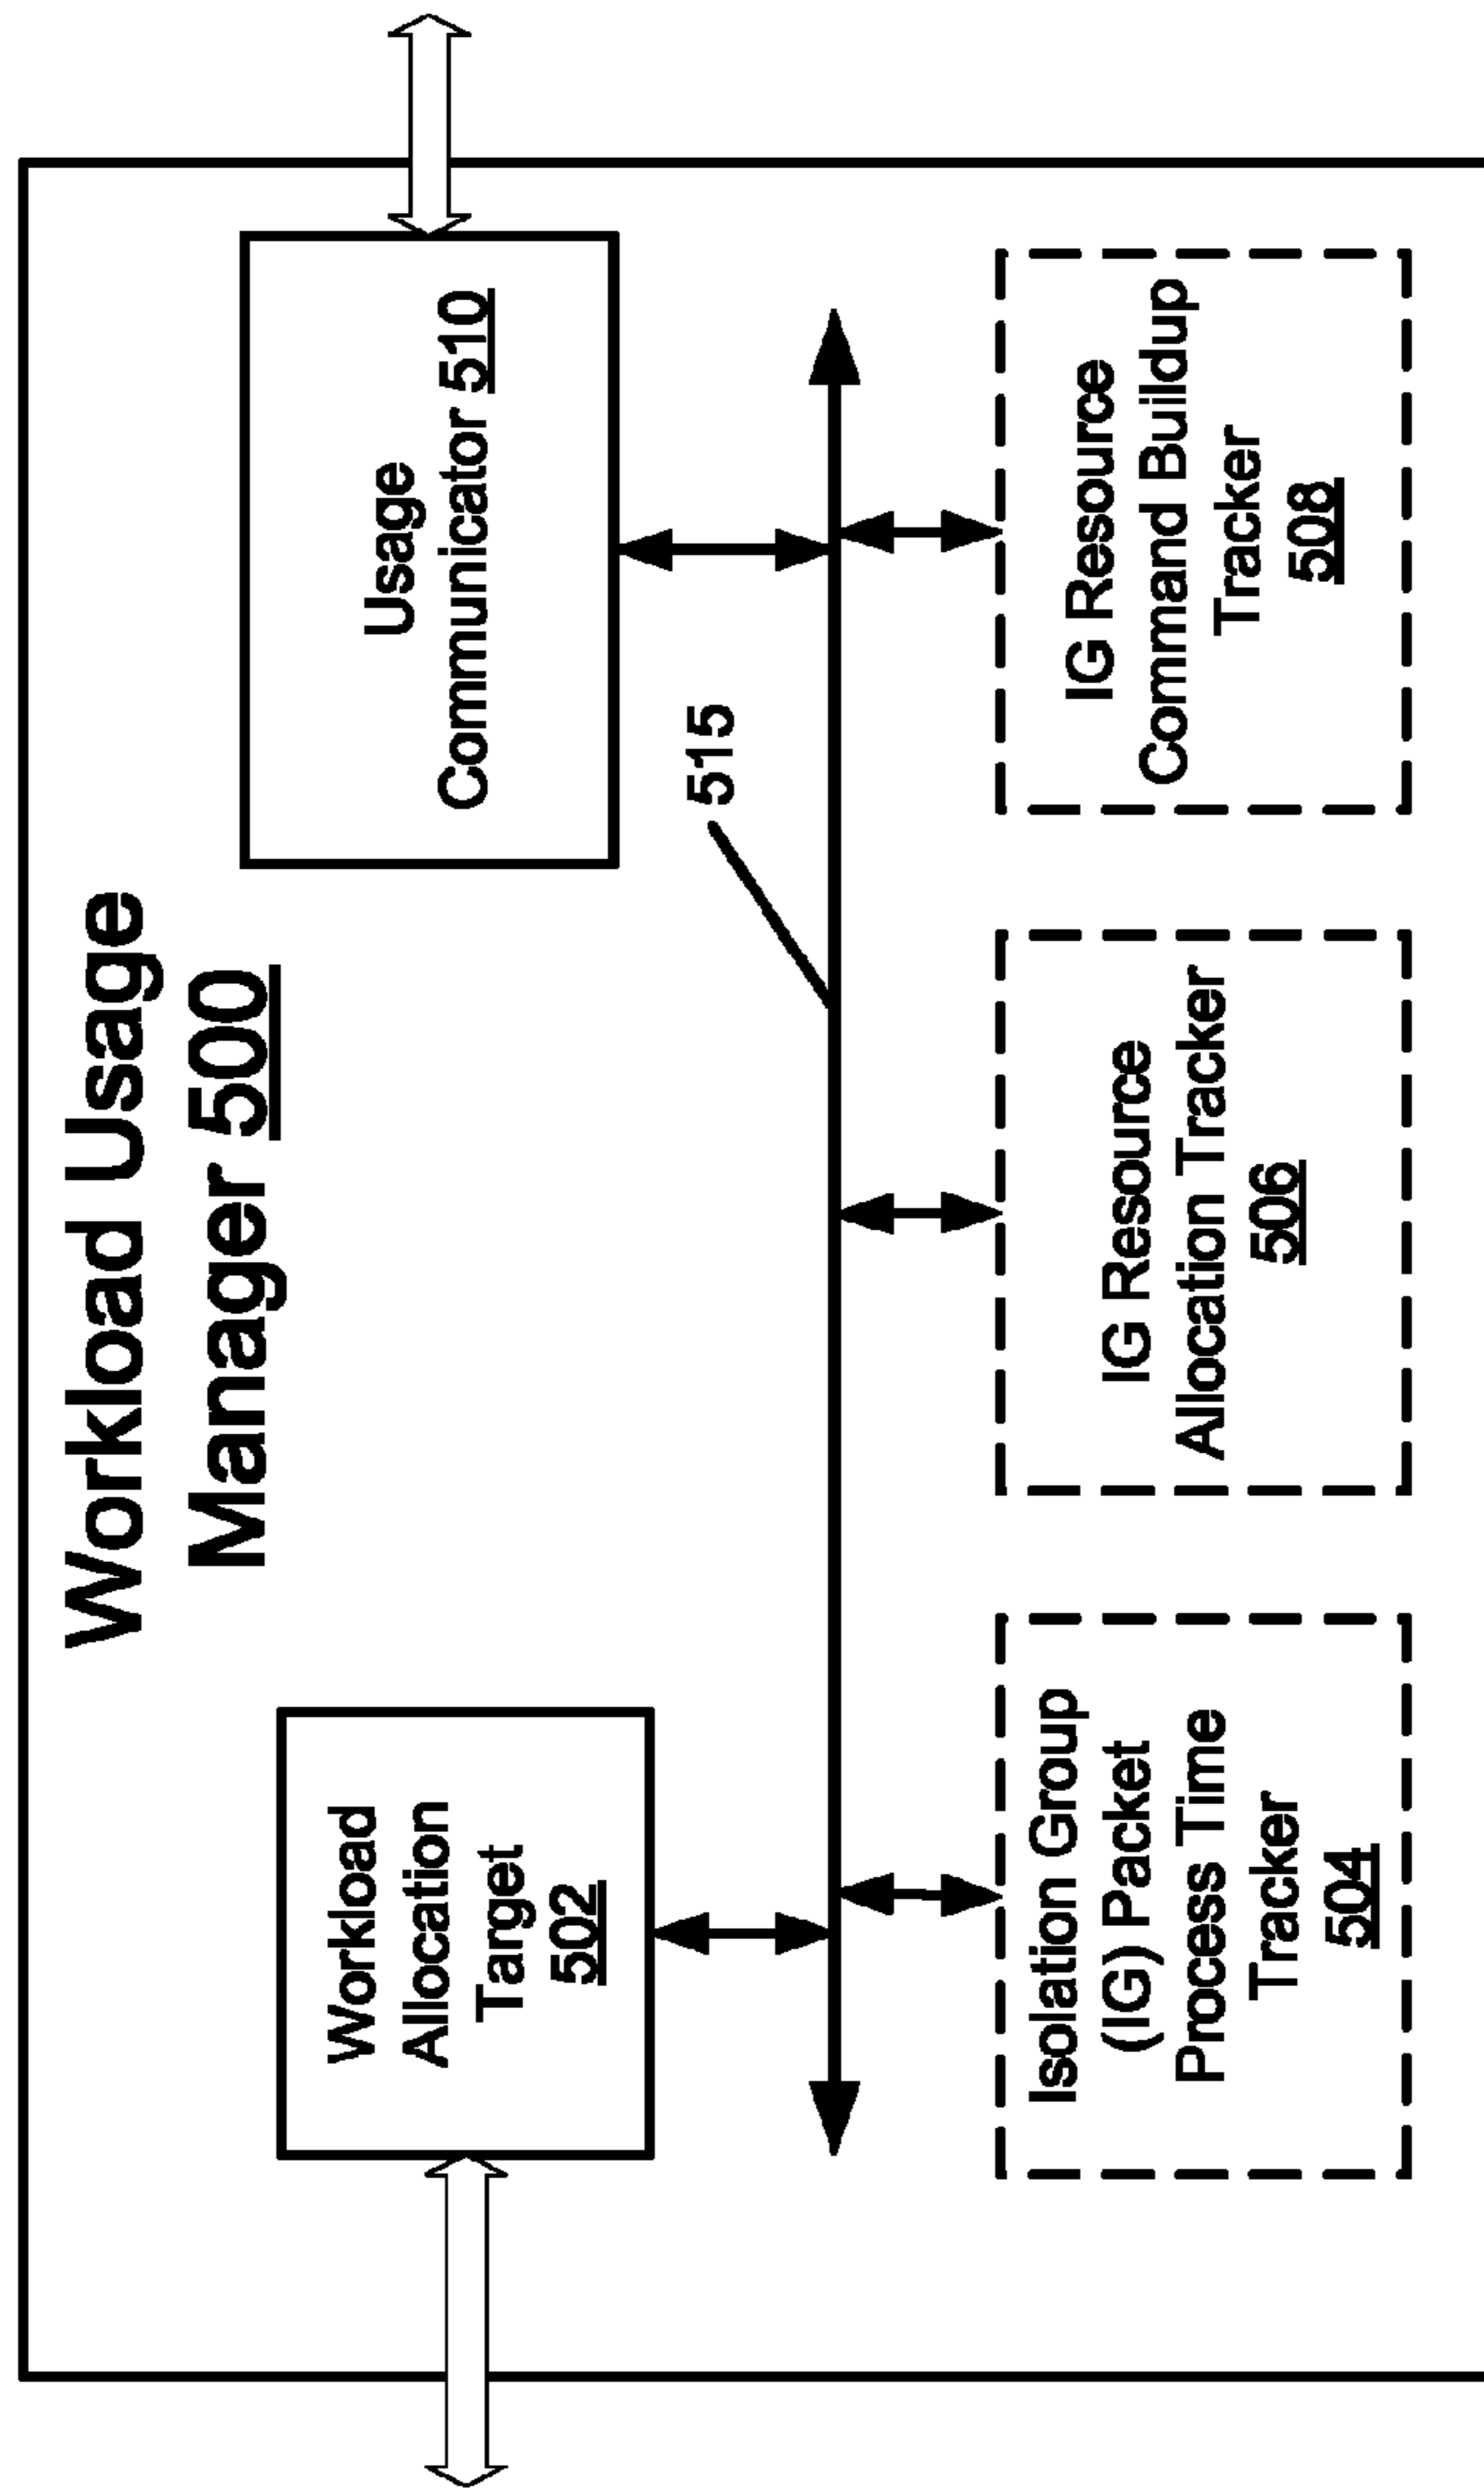 Workload Usage
Manager 500
Workload
Allocation
Target
502
Usage
Communicator 510
515
Isolation Group
(IG) Packet
Process Time
Tracker
504
IG Resource
Allocation Tracker
506
IG Resource
Command Buildup
Tracker
508